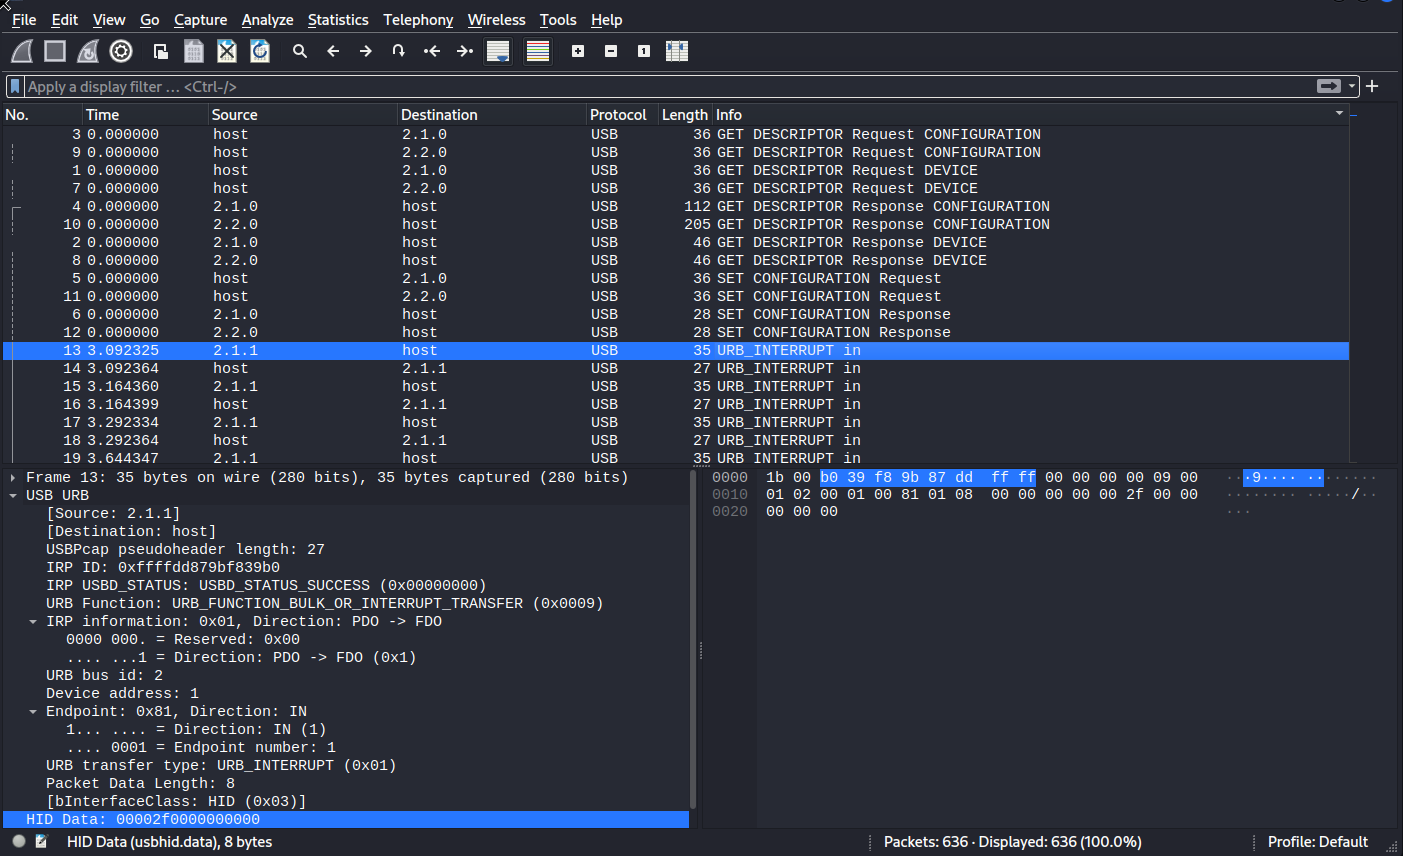 File Edit View Go Capture Analyze Statistics Telephony Wireless Tools Help
Apply a display filter ... <Ctrl-/>
No. Time Source Destination Protocol Length Info
3 0.000000 host 2.1.0 USB 36 GET DESCRIPTOR Request CONFIGURATION
9 0.000000 host 2.2.0 USB 36 GET DESCRIPTOR Request CONFIGURATION
1 0.000000 host 2.1.0 USB 36 GET DESCRIPTOR Request DEVICE
7 0.000000 host 2.2.0 USB 36 GET DESCRIPTOR Request DEVICE
4 0.000000 2.1.0 host USB 112 GET DESCRIPTOR Response CONFIGURATION
10 0.000000 2.2.0 host USB 205 GET DESCRIPTOR Response CONFIGURATION
2 0.000000 2.1.0 host USB 46 GET DESCRIPTOR Response DEVICE
8 0.000000 2.2.0 host USB 46 GET DESCRIPTOR Response DEVICE
5 0.000000 host 2.1.0 USB 36 SET CONFIGURATION Request
11 0.000000 host 2.2.0 USB 36 SET CONFIGURATION Request
6 0.000000 2.1.0 host USB 28 SET CONFIGURATION Response
12 0.000000 2.2.0 host USB 28 SET CONFIGURATION Response
13 3.092325 2.1.1 host USB 35 URB_INTERRUPT in
14 3.092364 host 2.1.1 USB 27 URB_INTERRUPT in
15 3.164360 2.1.1 host USB 35 URB_INTERRUPT in
16 3.164399 host 2.1.1 USB 27 URB_INTERRUPT in
17 3.292334 2.1.1 host USB 35 URB_INTERRUPT in
18 3.292364 host 2.1.1 USB 27 URB_INTERRUPT in
19 3.644347 2.1.1 host USB 35 URB INTERRUPT in
Frame 13: 35 bytes on wire (280 bits), 35 bytes captured (280 bits)
USB URB
[Source: 2.1.1]
[Destination: host]
USBPcap pseudoheader length: 27
IRP ID: 0xffffdd879bf839b0
IRP USBD_STATUS: USBD_STATUS_SUCCESS (0x00000000)
URB Function: URB_FUNCTION_BULK_OR_INTERRUPT_TRANSFER (0x0009)
IRP information: 0x01, Direction: PDO -> FDO
0000 000. = Reserved: 0x00
.... ...1 = Direction: PDO -> FDO (0x1)
URB bus id: 2
Device address: 1
Endpoint: 0x81, Direction: IN
1... .... = Direction: IN (1)
.... 0001 = Endpoint number: 1
URB transfer type: URB_INTERRUPT (0x01)
Packet Data Length: 8
[bInterfaceClass: HID (0x03)]
HID Data: 00002f0000000000
0000 1b 00 b0 39 f8 9b 87 dd ff ff 00 00 00 00 09 00 ···9···· ········
0010 01 02 00 01 00 81 01 08 00 00 00 00 00 2f 00 00 ········ ·····/··
0020 00 00 00 ···
HID Data (usbhid.data), 8 bytes
Packets: 636 · Displayed: 636 (100.0%)
Profile: Default